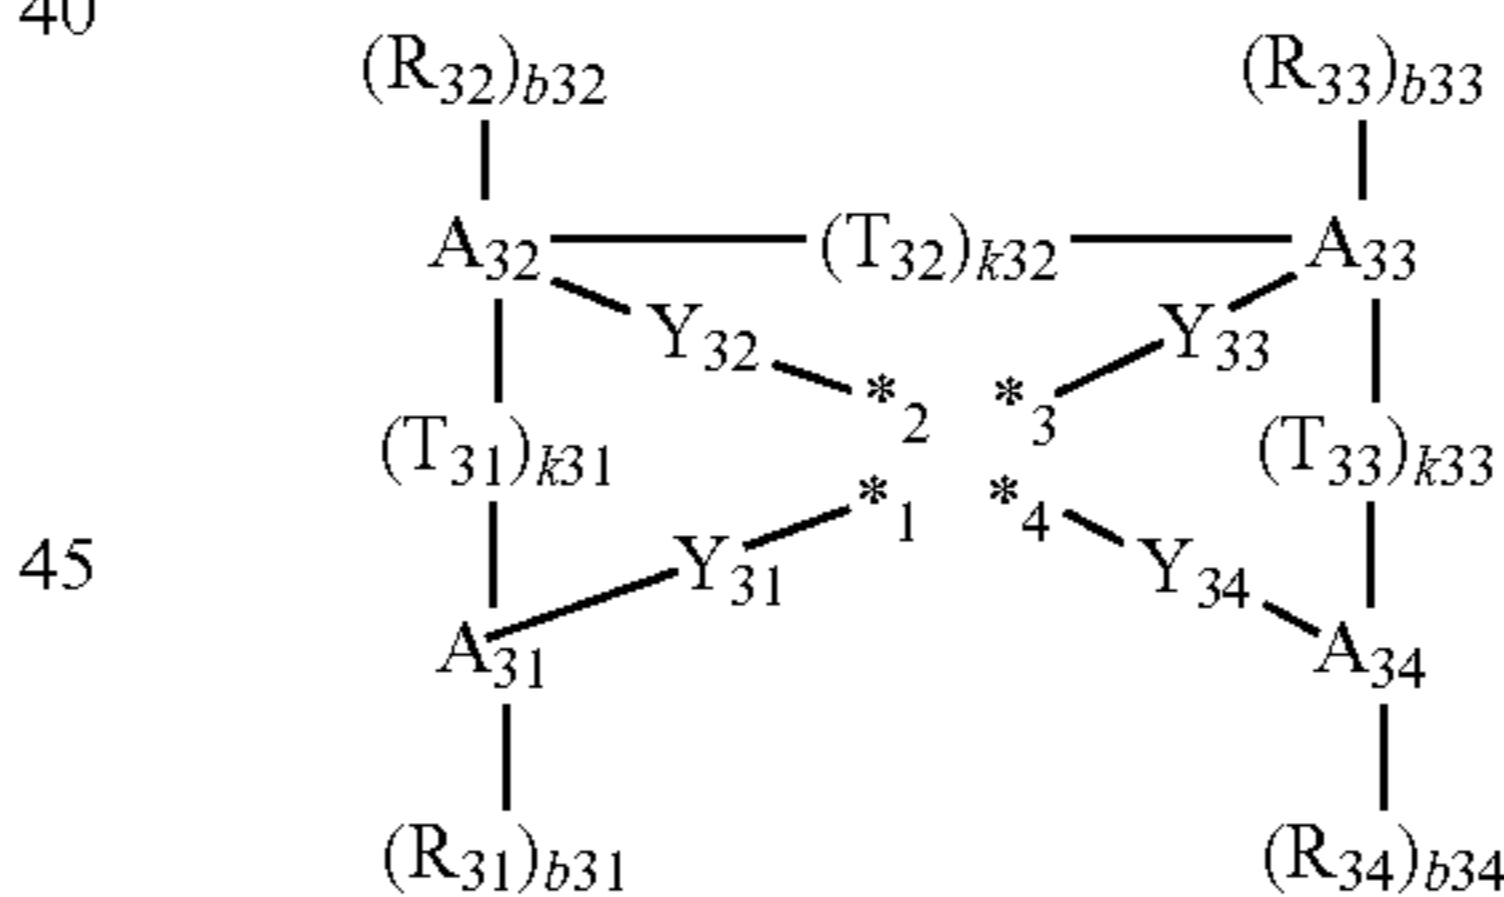 40
(R32)b32 (R33)b33
A32 (T32)k32 A33
Y32 Y33
*2 *3
(T31)k31 (T33)k33
*1 *4
45 Y31 Y34
A31 A34
(R31)b31 (R34)b34